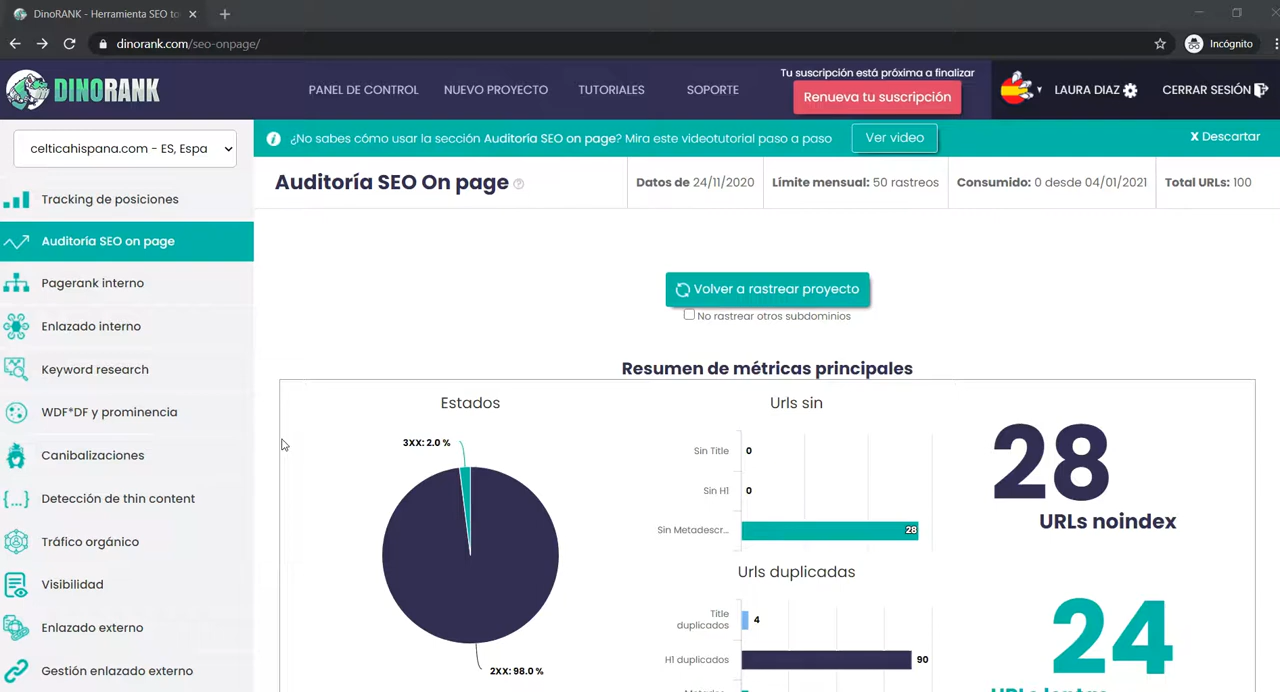 DinoRANK - Herramienta SEO to
dinorank.com/seo-onpage/
Incógnito
DINORANK
PANEL DE CONTROL
NUEVO PROYECTO
TUTORIALES
SOPORTE
Tu suscripción está próxima a finalizar
Renueva tu suscripción
LAURA DIAZ
CERRAR SESIÓN
celticahispana.com - ES, Espa
¿No sabes cómo usar la sección Auditoría SEO on page? Mira este videotutorial paso a paso
Ver video
X Descartar
Auditoría SEO On page
Datos de 24/11/2020
Límite mensual: 50 rastreos
Consumido: 0 desde 04/01/2021
Total URLs: 100
Tracking de posiciones
Auditoría SEO on page
Pagerank interno
Enlazado interno
Keyword research
WDF*DF y prominencia
Canibalizaciones
Detección de thin content
Tráfico orgánico
Visibilidad
Enlazado externo
Gestión enlazado externo
Volver a rastrear proyecto
No rastrear otros subdominios
Resumen de métricas principales
Estados
3XX: 2.0 %
2XX: 98.0 %
Urls sin
Sin Title
0
Sin H1
0
Sin Metadescr...
28
Urls duplicadas
Title
duplicados
4
H1 duplicados
90
28
URLs noindex
24